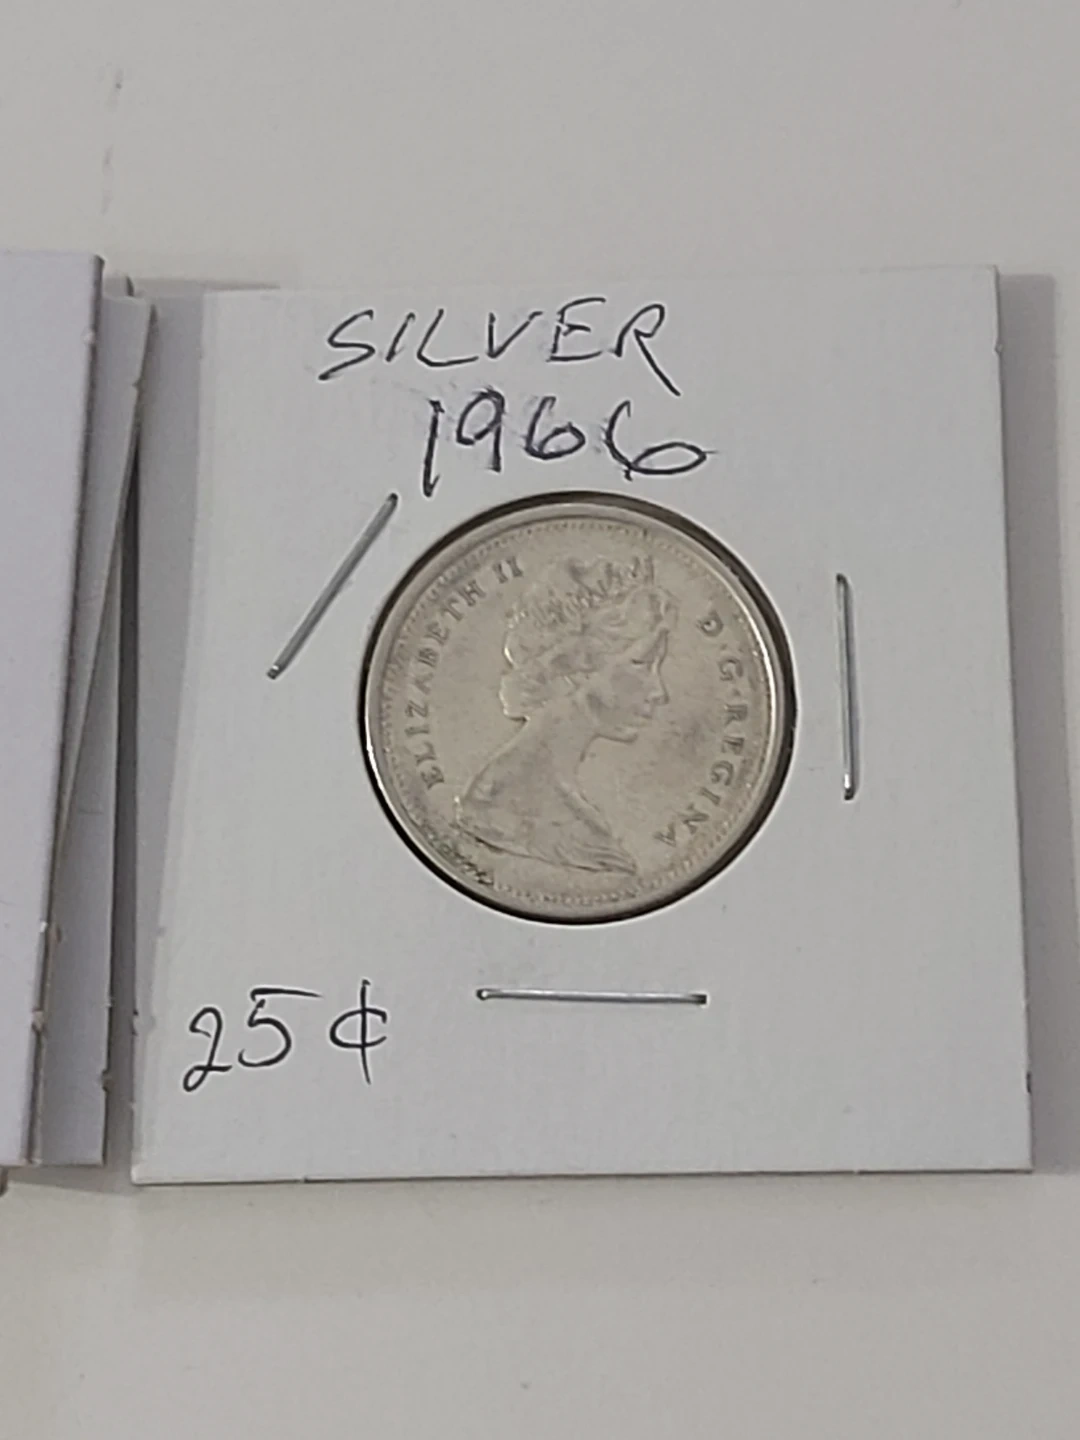 SILVER
1966
ELIZABETH II D·G·REGINA
25¢